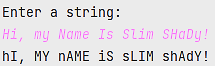 Enter a string:
Hi, my Name Is Slim SHaDy!
hI, MY nAME iS sLIM shAdY!